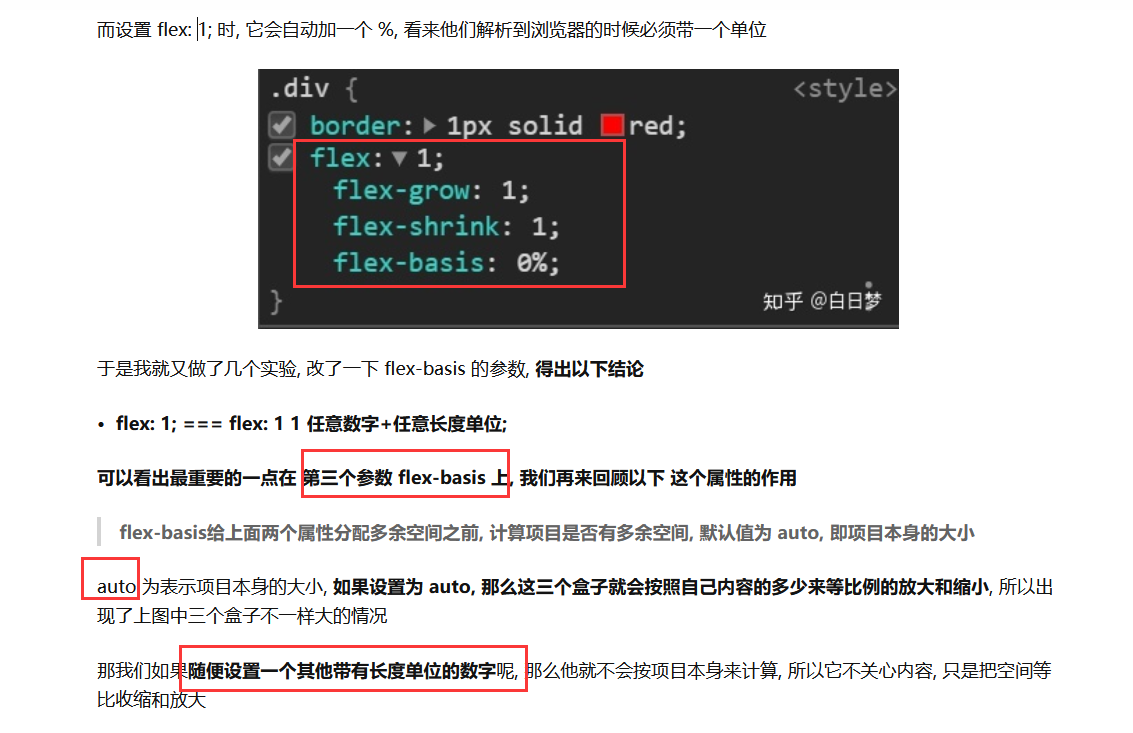 而设置 flex: 1; 时, 它会自动加一个 %, 看来他们解析到浏览器的时候必须带一个单位
.div {
<style>
border: ▶ 1px solid red;
flex: ▼ 1;
flex-grow: 1;
flex-shrink: 1;
flex-basis: 0%;
}
知乎 @白日梦
于是我就又做了几个实验, 改了一下 flex-basis 的参数, 得出以下结论
• flex: 1; === flex: 1 1 任意数字+任意长度单位;
可以看出最重要的一点在 第三个参数 flex-basis 上, 我们再来回顾以下 这个属性的作用
flex-basis给上面两个属性分配多余空间之前, 计算项目是否有多余空间, 默认值为 auto, 即项目本身的大小
auto 为表示项目本身的大小, 如果设置为 auto, 那么这三个盒子就会按照自己内容的多少来等比例的放大和缩小, 所以出
现了上图中三个盒子不一样大的情况
那我们如果随便设置一个其他带有长度单位的数字呢, 那么他就不会按项目本身来计算, 所以它不关心内容, 只是把空间等
比收缩和放大